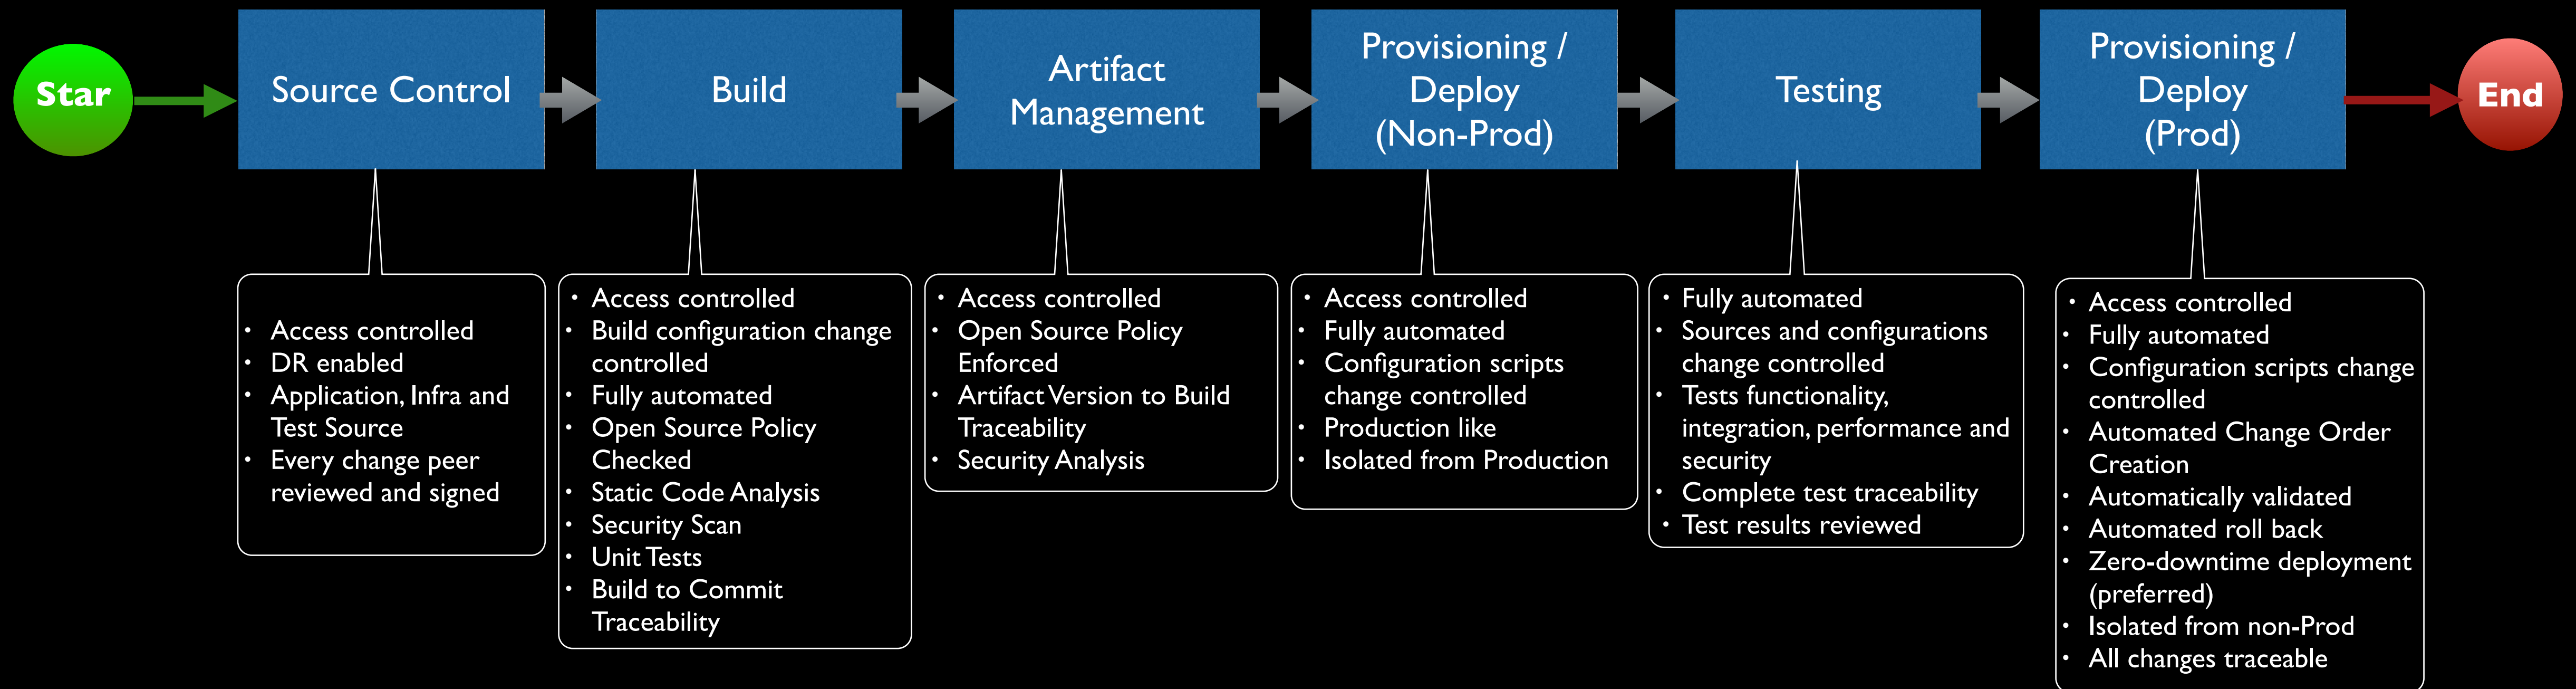 Star
Source Control
Build
Artifact
Management
Provisioning /
Deploy
(Non-Prod)
Testing
Provisioning /
Deploy
(Prod)
End
• Access controlled
• DR enabled
• Application, Infra and
Test Source
• Every change peer
reviewed and signed
• Access controlled
• Build configuration change
controlled
• Fully automated
• Open Source Policy
Checked
• Static Code Analysis
• Security Scan
• Unit Tests
• Build to Commit
Traceability
• Access controlled
• Open Source Policy
Enforced
• Artifact Version to Build
Traceability
• Security Analysis
• Access controlled
• Fully automated
• Configuration scripts
change controlled
• Production like
• Isolated from Production
• Fully automated
• Sources and configurations
change controlled
• Tests functionality,
integration, performance and
security
• Complete test traceability
• Test results reviewed
• Access controlled
• Fully automated
• Configuration scripts change
controlled
• Automated Change Order
Creation
• Automatically validated
• Automated roll back
• Zero-downtime deployment
(preferred)
• Isolated from non-Prod
• All changes traceable